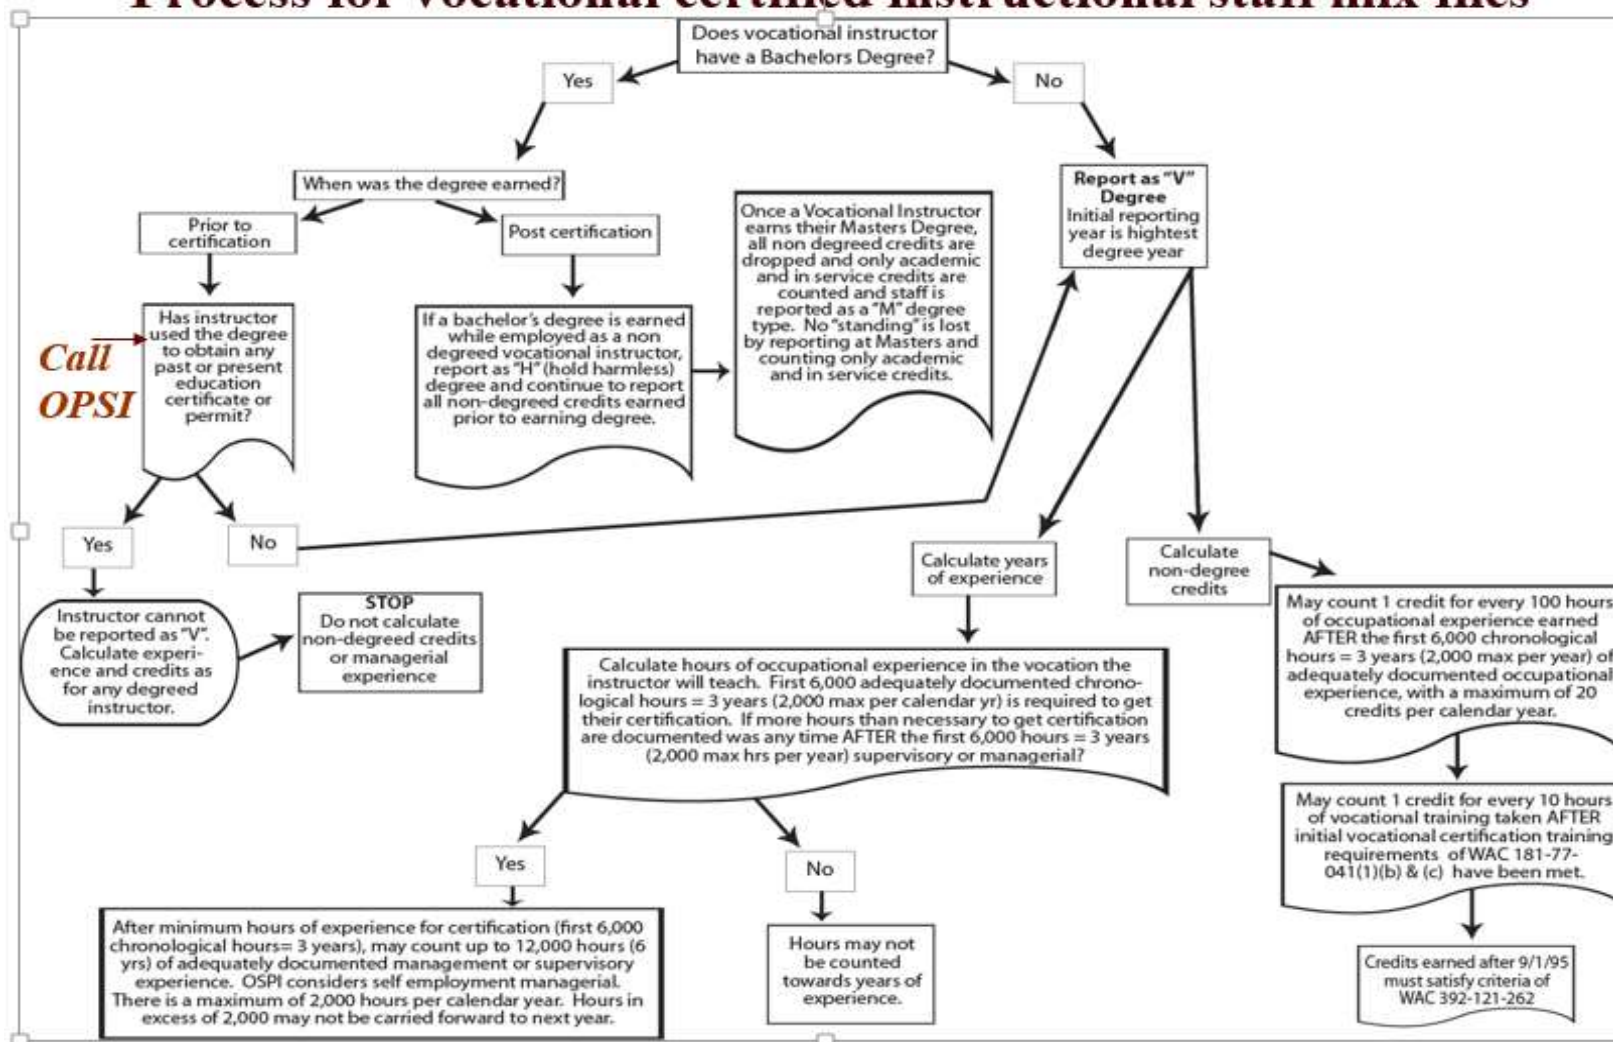 Process for vocational certified instructional staff mix files
Does vocational instructor
have a Bachelors Degree?
Yes
No
When was the degree earned?
Prior to
certification
Post certification
Once a Vocational Instructor
earns their Masters Degree,
all non degreed credits are
dropped and only academic
and in service credits are
counted and staff is
reported as a "M" degree
type. No "standing" is lost
by reporting at Masters and
counting only academic
and in service credits.
Report as "V"
Degree
Initial reporting
year is hightest
degree year
Call
OPSI
Has instructor
used the degree
to obtain any
past or present
education
certificate or
permit?
If a bachelor's degree is earned
while employed as a non
degreed vocational instructor,
report as "H" (hold harmless)
degree and continue to report
all non-degreed credits earned
prior to earning degree.
Yes
No
Instructor cannot
be reported as "V".
Calculate experi-
ence and credits as
for any degreed
instructor.
STOP
Do not calculate
non-degreed credits
or managerial
experience
Calculate years
of experience
Calculate
non-degree
credits
Calculate hours of occupational experience in the vocation the
instructor will teach. First 6,000 adequately documented chrono-
logical hours = 3 years (2,000 max per calendar yr) is required to get
their certification. If more hours than necessary to get certification
are documented was any time AFTER the first 6,000 hours = 3 years
(2,000 max hrs per year) supervisory or managerial?
May count 1 credit for every 100 hours
of occupational experience earned
AFTER the first 6,000 chronological
hours = 3 years (2,000 max per year) of
adequately documented occupational
experience, with a maximum of 20
credits per calendar year.
May count 1 credit for every 10 hours
of vocational training taken AFTER
initial vocational certification training
requirements of WAC 181-77-
041(1)(b) & (c) have been met.
Credits earned after 9/1/95
must satisfy criteria of
WAC 392-121-262
Yes
No
After minimum hours of experience for certification (first 6,000
chronological hours= 3 years), may count up to 12,000 hours (6
yrs) of adequately documented management or supervisory
experience. OSPI considers self employment managerial.
There is a maximum of 2,000 hours per calendar year. Hours in
excess of 2,000 may not be carried forward to next year.
Hours may not
be counted
towards years of
experience.